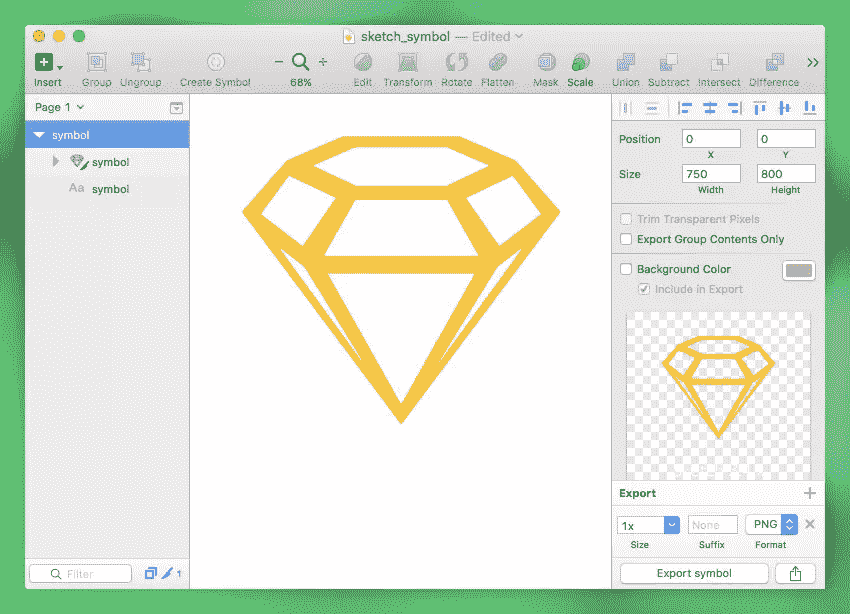 sketch_symbol — Edited
Insert Group Ungroup Create Symbol 68% Edit Transform Rotate Flatten Mask Scale Union Subtract Intersect Difference
Page 1
symbol
symbol
Aa symbol
Filter
1
Position 0 0
X Y
Size 750 800
Width Height
Trim Transparent Pixels
Export Group Contents Only
Background Color
Include in Export
Export
1x None PNG
Size Suffix Format
Export symbol